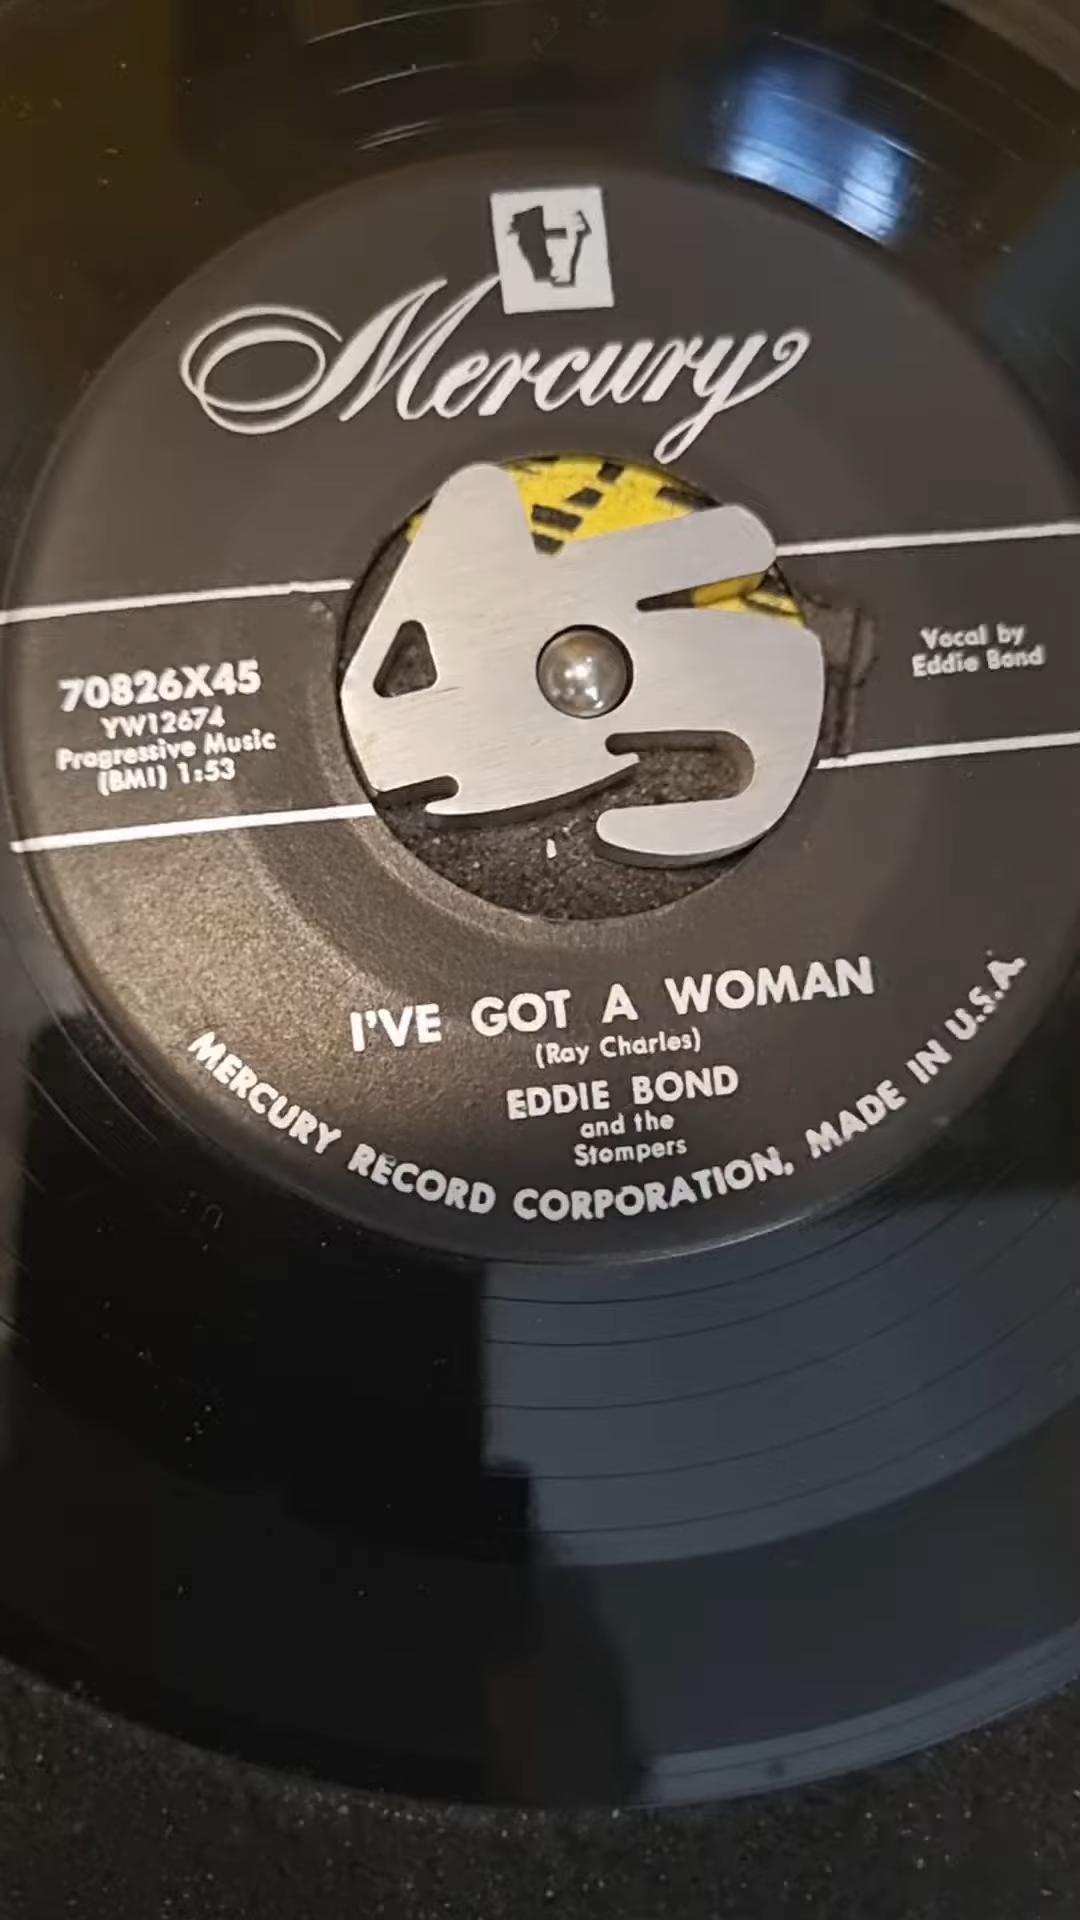 Mercury
45
70826X45
YW12674
Progressive Music
(BMI) 1:53
Vocal by
Eddie Bond
I'VE GOT A WOMAN
(Ray Charles)
EDDIE BOND
and the
Stompers
MERCURY RECORD CORPORATION, MADE IN U.S.A.